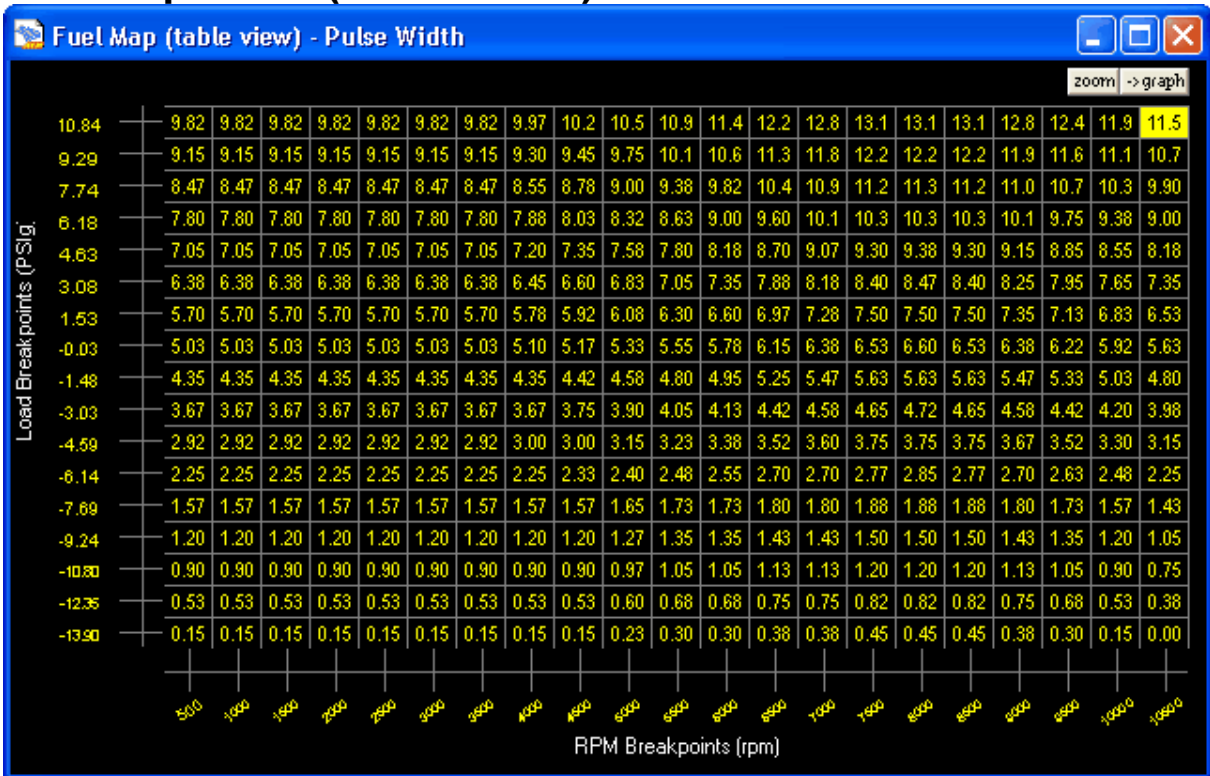 Fuel Map (table view) - Pulse Width
zoom ->graph
10.84 9.82 9.82 9.82 9.82 9.82 9.82 9.82 9.97 10.2 10.5 10.9 11.4 12.2 12.8 13.1 13.1 13.1 12.8 12.4 11.9 11.5
9.29 9.15 9.15 9.15 9.15 9.15 9.15 9.15 9.30 9.45 9.75 10.1 10.6 11.3 11.8 12.2 12.2 12.2 11.9 11.6 11.1 10.7
7.74 8.47 8.47 8.47 8.47 8.47 8.47 8.47 8.55 8.78 9.00 9.38 9.82 10.4 10.9 11.2 11.3 11.2 11.0 10.7 10.3 9.90
6.18 7.80 7.80 7.80 7.80 7.80 7.80 7.80 7.88 8.03 8.32 8.63 9.00 9.60 10.1 10.3 10.3 10.3 10.1 9.75 9.38 9.00
4.63 7.05 7.05 7.05 7.05 7.05 7.05 7.05 7.20 7.35 7.58 7.80 8.18 8.70 9.07 9.30 9.38 9.30 9.15 8.85 8.55 8.18
3.08 6.38 6.38 6.38 6.38 6.38 6.38 6.38 6.45 6.60 6.83 7.05 7.35 7.88 8.18 8.40 8.47 8.40 8.25 7.95 7.65 7.35
1.53 5.70 5.70 5.70 5.70 5.70 5.70 5.70 5.78 5.92 6.08 6.30 6.60 6.97 7.28 7.50 7.50 7.50 7.35 7.13 6.83 6.53
-0.03 5.03 5.03 5.03 5.03 5.03 5.03 5.03 5.10 5.17 5.33 5.55 5.78 6.15 6.38 6.53 6.60 6.53 6.38 6.22 5.92 5.63
-1.48 4.35 4.35 4.35 4.35 4.35 4.35 4.35 4.35 4.42 4.58 4.80 4.95 5.25 5.47 5.63 5.63 5.63 5.47 5.33 5.03 4.80
-3.03 3.67 3.67 3.67 3.67 3.67 3.67 3.67 3.67 3.75 3.90 4.05 4.13 4.42 4.58 4.65 4.72 4.65 4.58 4.42 4.20 3.98
-4.59 2.92 2.92 2.92 2.92 2.92 2.92 2.92 3.00 3.00 3.15 3.23 3.38 3.52 3.60 3.75 3.75 3.75 3.67 3.52 3.30 3.15
-6.14 2.25 2.25 2.25 2.25 2.25 2.25 2.25 2.25 2.33 2.40 2.48 2.55 2.70 2.70 2.77 2.85 2.77 2.70 2.63 2.48 2.25
-7.69 1.57 1.57 1.57 1.57 1.57 1.57 1.57 1.57 1.65 1.73 1.73 1.80 1.80 1.88 1.88 1.88 1.80 1.73 1.57 1.43
-9.24 1.20 1.20 1.20 1.20 1.20 1.20 1.20 1.20 1.20 1.27 1.35 1.35 1.43 1.43 1.50 1.50 1.50 1.43 1.35 1.20 1.05
-10.80 0.90 0.90 0.90 0.90 0.90 0.90 0.90 0.90 0.90 0.97 1.05 1.05 1.13 1.13 1.20 1.20 1.20 1.13 1.05 0.90 0.75
-12.35 0.53 0.53 0.53 0.53 0.53 0.53 0.53 0.53 0.53 0.60 0.68 0.68 0.75 0.75 0.82 0.82 0.82 0.75 0.68 0.53 0.38
-13.90 0.15 0.15 0.15 0.15 0.15 0.15 0.15 0.15 0.15 0.23 0.30 0.30 0.38 0.38 0.45 0.45 0.45 0.38 0.30 0.15 0.00
Load Breakpoints (PSIg)
500 1000 1500 2000 2500 3000 3500 4000 4500 5000 5500 6000 6500 7000 7500 8000 8500 9000 9500 10000 10500
RPM Breakpoints (rpm)